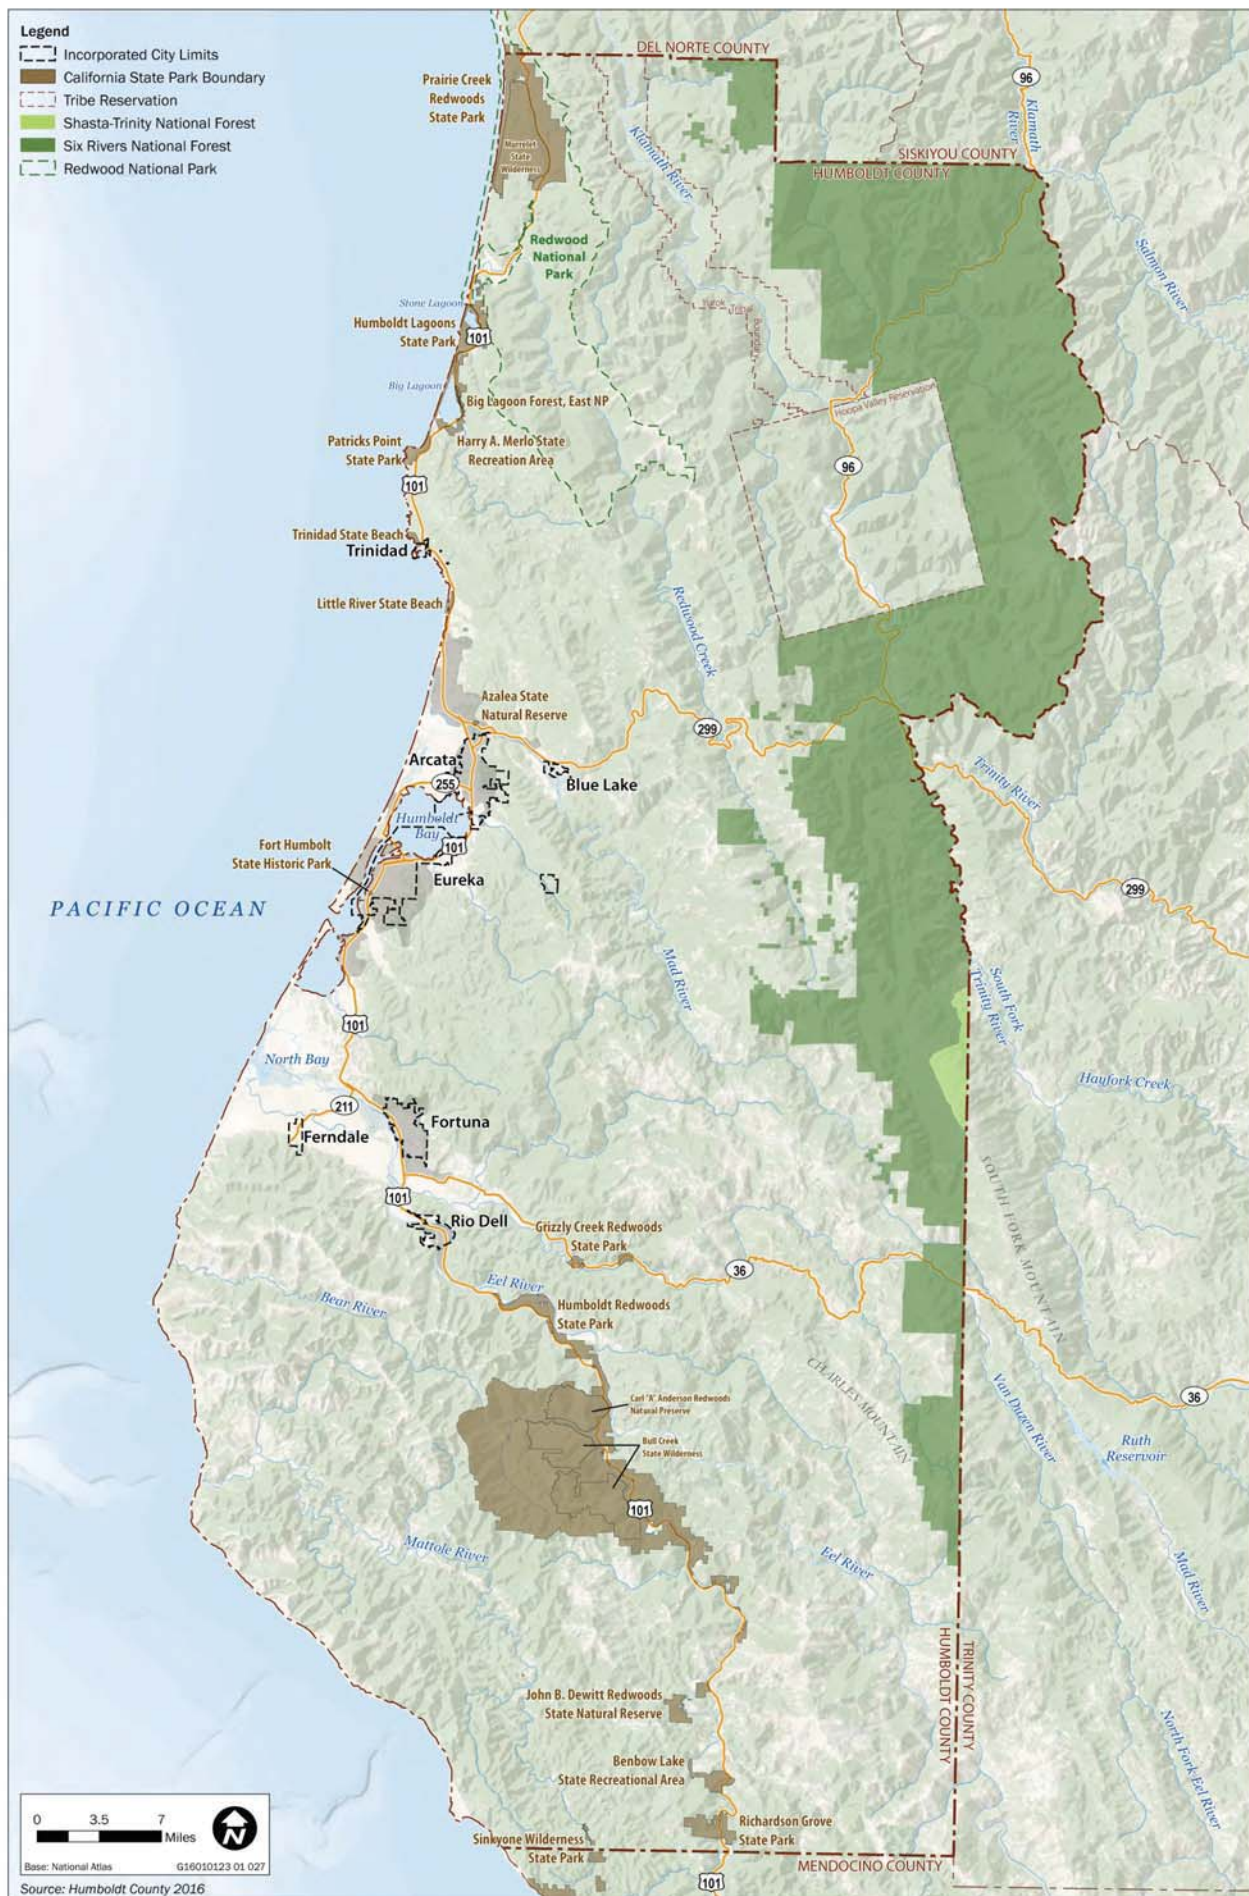 Legend
Incorporated City Limits
California State Park Boundary
Tribe Reservation
Shasta-Trinity National Forest
Six Rivers National Forest
Redwood National Park
DEL NORTE COUNTY
96
Klamath
River
Prairie Creek
Redwoods
State Park
Murrelet
State
Wilderness
Klamath River
SISKIYOU COUNTY
HUMBOLDT COUNTY
Salmon River
Redwood
National
Park
Stone Lagoon
Humboldt Lagoons
State Park
101
Yurok Tribal Boundary
Big Lagoon
Big Lagoon Forest, East NP
Hoopa Valley Reservation
Patricks Point
State Park
Harry A. Merlo State
Recreation Area
96
101
Trinidad State Beach
Trinidad
Little River State Beach
Redwood Creek
Azalea State
Natural Reserve
299
Arcata
255
Blue Lake
Trinity River
Humboldt
Bay
101
Fort Humbolt
State Historic Park
Eureka
299
PACIFIC OCEAN
Mad River
South Fork
Trinity River
101
North Bay
Hayfork Creek
211
Fortuna
Ferndale
101
Rio Dell
SOUTH FORK MOUNTAIN
Grizzly Creek Redwoods
State Park
36
Eel River
Bear River
Humboldt Redwoods
State Park
CHARLES MOUNTAIN
Van Duzen River
36
Carl "A" Anderson Redwoods
Natural Preserve
Bull Creek
State Wilderness
Ruth
Reservoir
101
Mattole River
Eel River
Mad River
HUMBOLDT COUNTY
TRINITY COUNTY
John B. Dewitt Redwoods
State Natural Reserve
North Fork Eel River
Benbow Lake
State Recreational Area
Richardson Grove
State Park
Sinkyone Wilderness
State Park
MENDOCINO COUNTY
101
0 3.5 7
Miles
N
Base: National Atlas
G16010123 01 027
Source: Humboldt County 2016